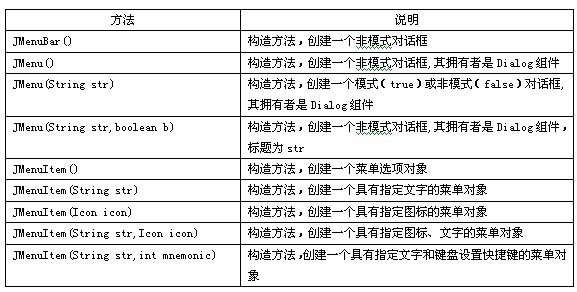 方法 说明
JMenuBar() 构造方法，创建一个非模式对话框
JMenu() 构造方法，创建一个非模式对话框，其拥有者是Dialog组件
JMenu(String str) 构造方法，创建一个模式（true）或非模式（false）对话框，
其拥有者是Dialog组件
JMenu(String str,boolean b) 构造方法，创建一个非模式对话框，其拥有者是Dialog组件，
标题为str
JMenuItem() 构造方法，创建一个菜单选项对象
JMenuItem(String str) 构造方法，创建一个具有指定文字的菜单对象
JMenuItem(Icon icon) 构造方法，创建一个具有指定图标的菜单对象
JMenuItem(String str,Icon icon) 构造方法，创建一个具有指定图标、文字的菜单对象
JMenuItem(String str,int mnemonic) 构造方法，创建一个具有指定文字和键盘设置快捷键的菜单对
象